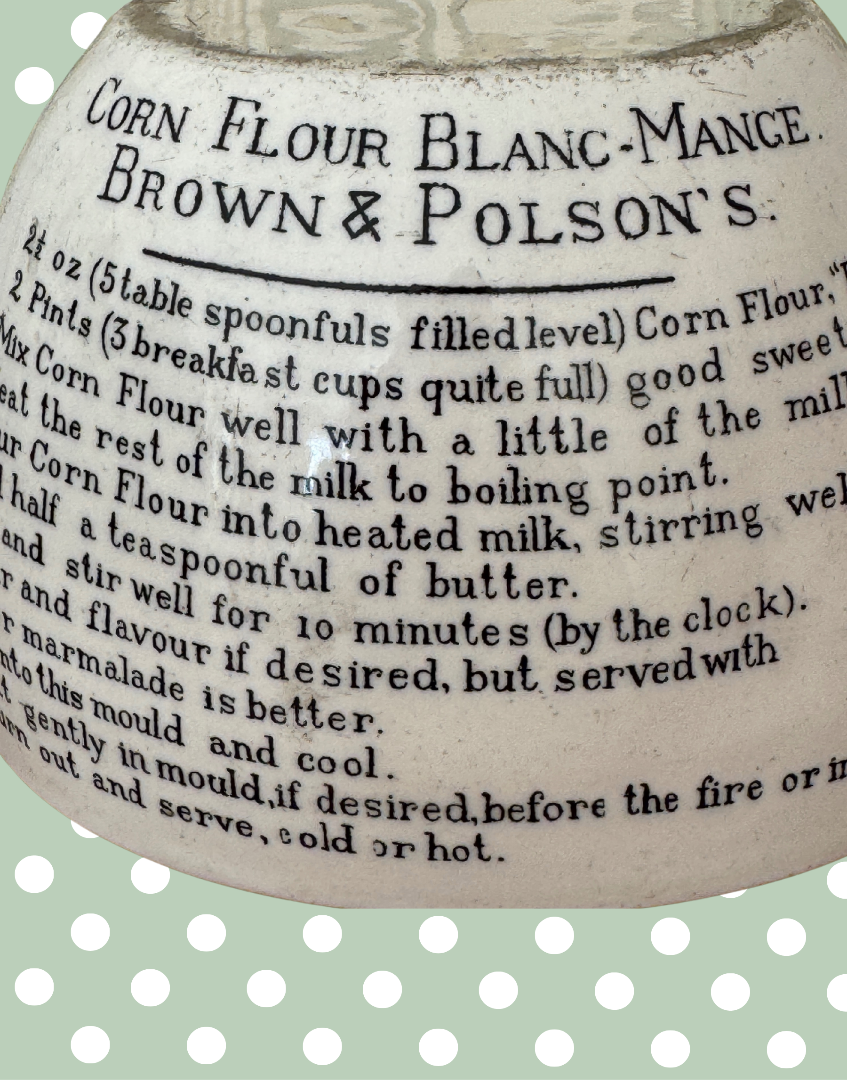 CORN FLOUR BLANC-MANGE.
BROWN & POLSON'S.
2½ oz (5 table spoonfuls filled level) Corn Flour,
2 Pints (3 breakfast cups quite full) good sweet
Mix Corn Flour well with a little of the
the rest of the milk to boiling point.
Corn Flour into heated milk, stirring
half a teaspoonful of butter.
and stir well for 10 minutes (by the clock).
and flavour if desired, but served with
marmalade is better.
this mould and cool.
gently in mould, if desired, before the fire or
out and serve, cold or hot.